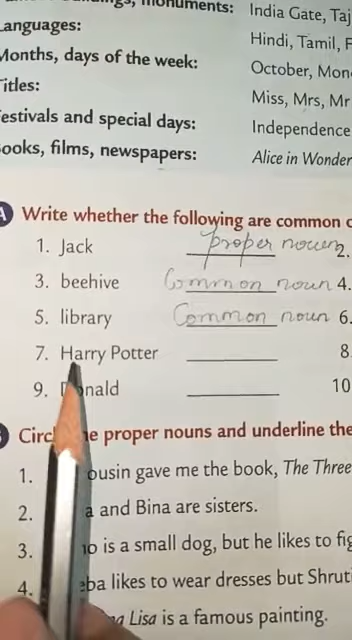 monuments: India Gate, Taj
Languages: Hindi, Tamil,
Months, days of the week: October, Mon
Titles: Miss, Mrs, Mr
Festivals and special days: Independence
Books, films, newspapers: Alice in Wonder
A Write whether the following are common
1. Jack proper noun 2.
3. beehive Common noun 4.
5. library Common noun 6.
7. Harry Potter 8.
9. nald 10
Circ e proper nouns and underline the
1. ousin gave me the book, The Three
2. a and Bina are sisters.
3. no is a small dog, but he likes to fig
4. eba likes to wear dresses but Shruti
Lisa is a famous painting.